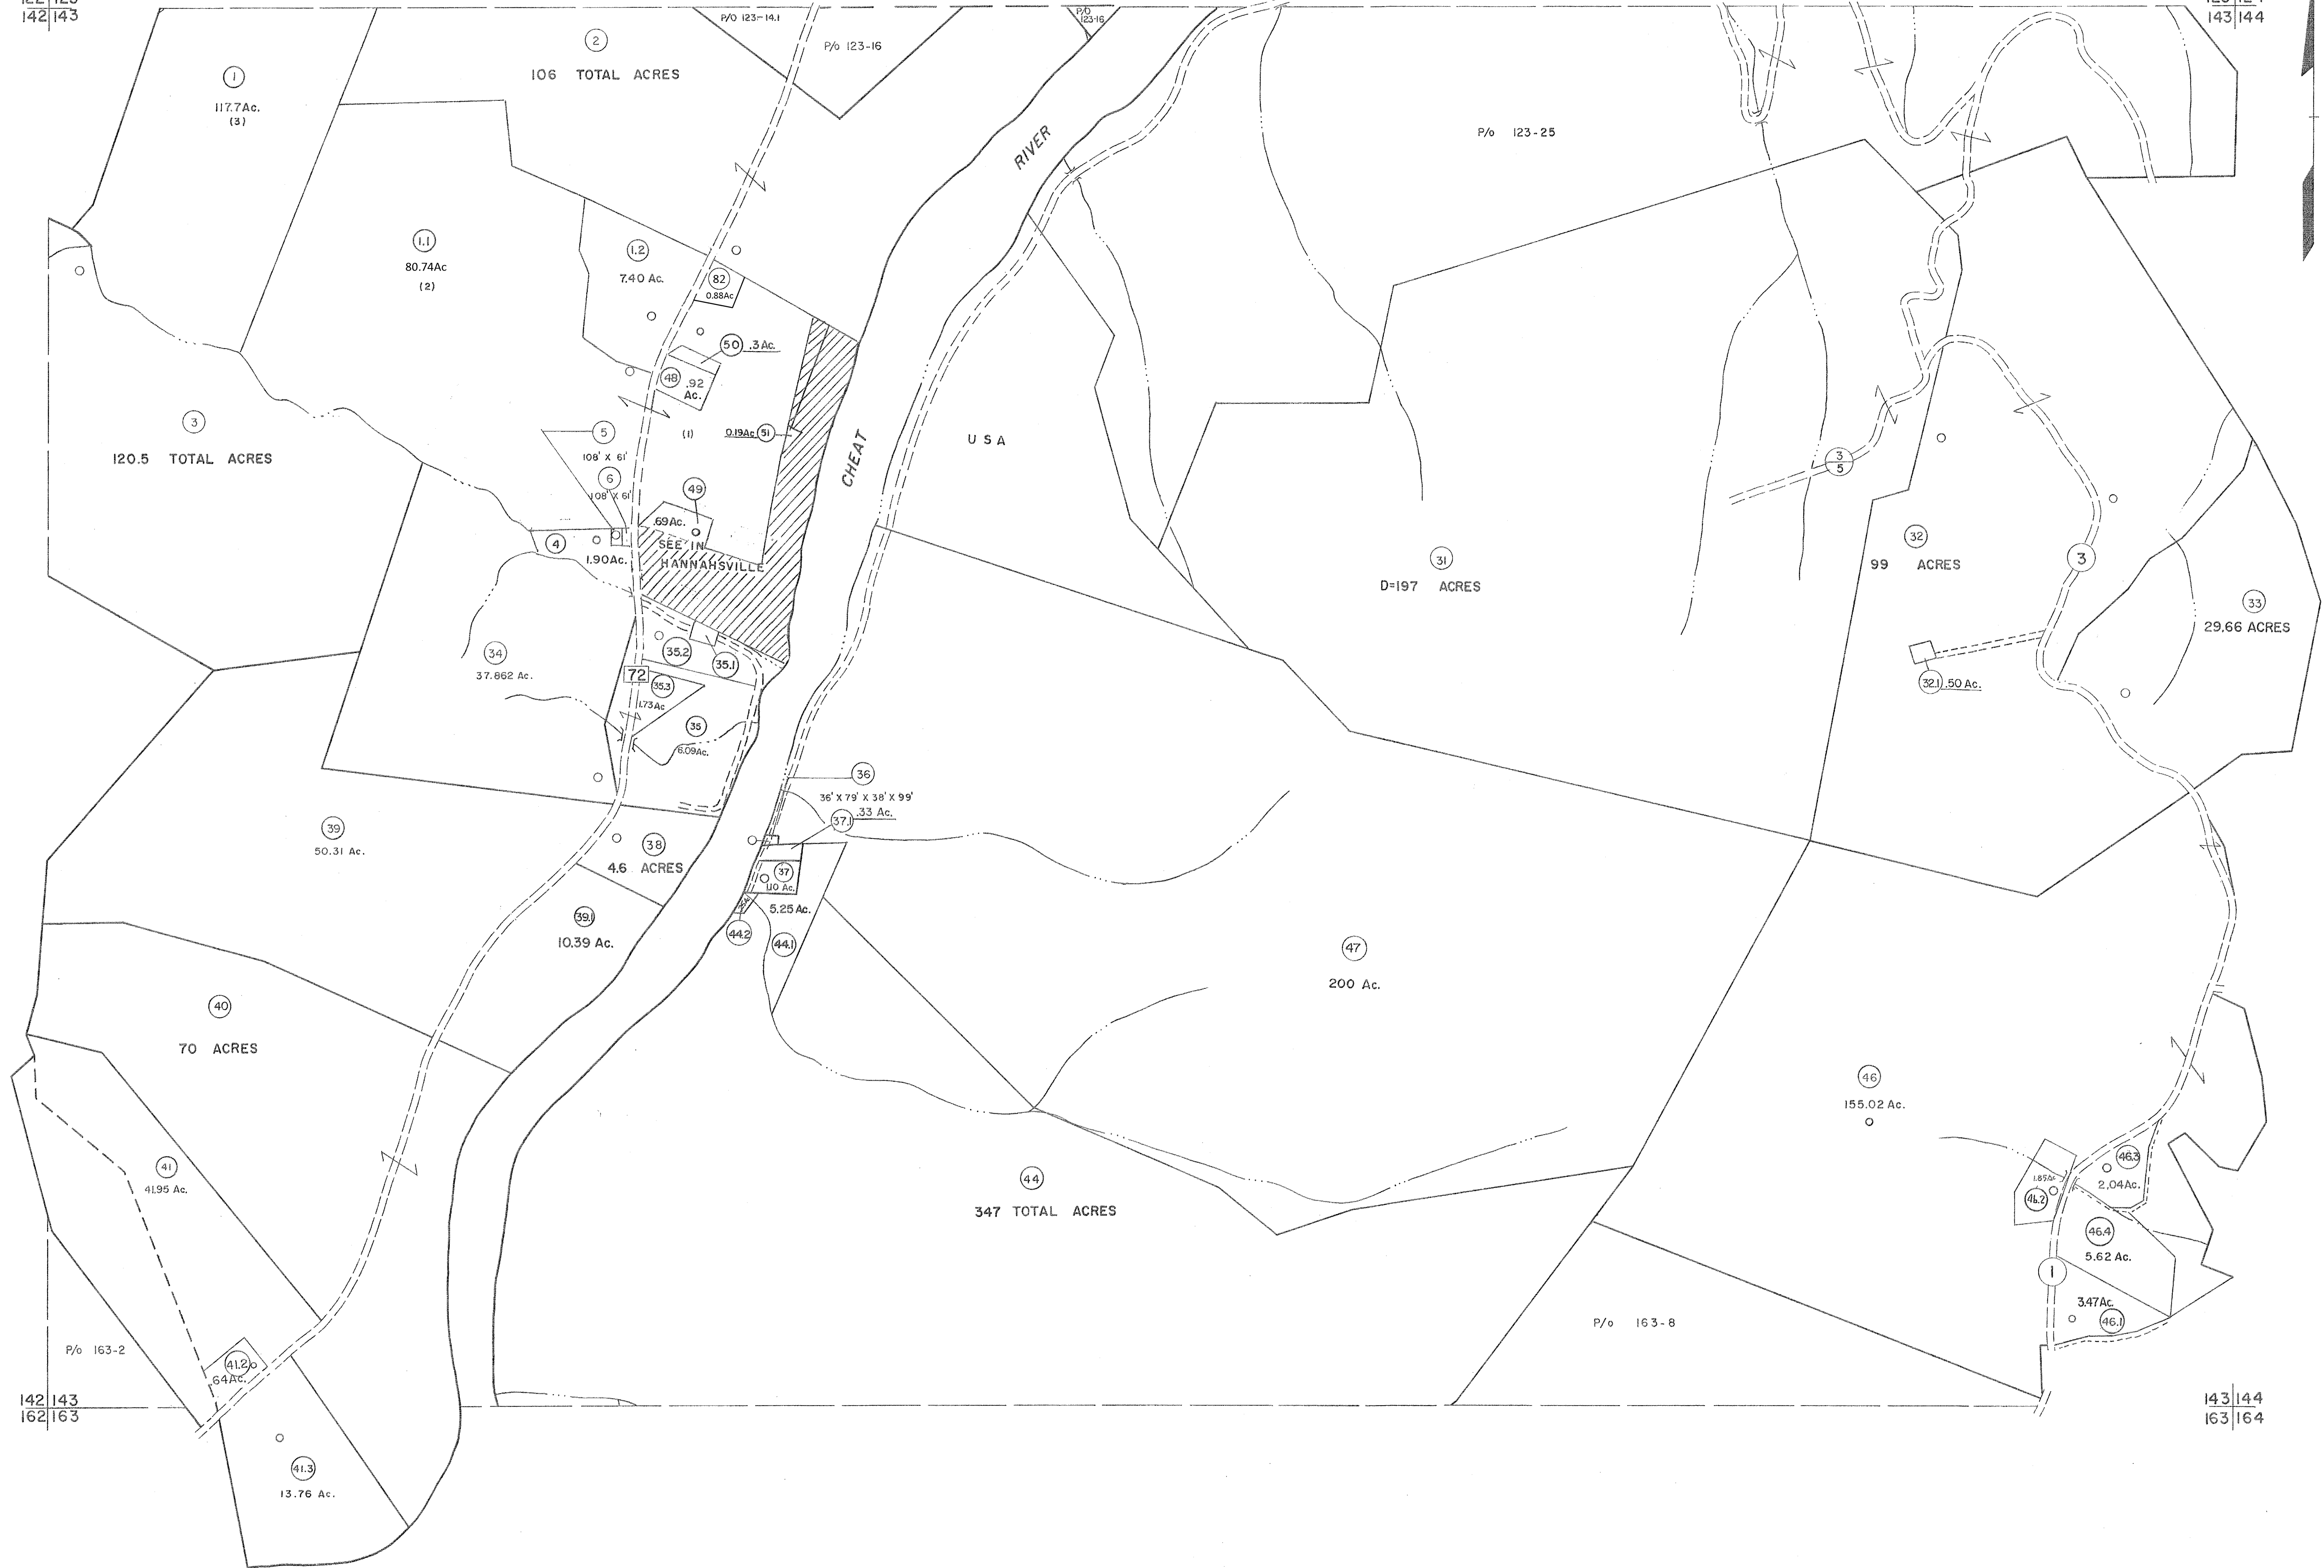 142 143
143 144
P/O 123-14.1
P/O 123-16
P/O 123-16
2
106 TOTAL ACRES
1
117.7Ac.
(3)
P/o 123-25
RIVER
1.1
80.74Ac
(2)
1.2
7.40 Ac.
82
0.88Ac
50 .3Ac.
48 .92 Ac.
3
120.5 TOTAL ACRES
5
108' X 61'
6
108' X 61'
(1)
0.19Ac. 51
CHEAT
USA
3
5
49
.69Ac.
SEE IN
HANNAHSVILLE
4
1.90Ac.
31
D=197 ACRES
32
99 ACRES
3
33
29.66 ACRES
34
37.862 Ac.
35.2
35.1
72
35.3
1.73Ac
32.1 .50 Ac.
35
6.09Ac.
36
36' X 79' X 38' X 99'
37.1 .33 Ac.
39
50.31 Ac.
38
4.6 ACRES
37
1.10 Ac.
39.1
10.39 Ac.
5.25Ac.
44.2
44.1
47
200 Ac.
40
70 ACRES
46
155.02 Ac.
41
41.95 Ac.
44
347 TOTAL ACRES
46.3
2.04Ac.
1.85Ac
46.2
46.4
5.62 Ac.
1
3.47Ac.
46.1
P/o 163-8
P/o 163-2
41.2
.64Ac.
142 143
162 163
143 144
163 164
41.3
13.76 Ac.